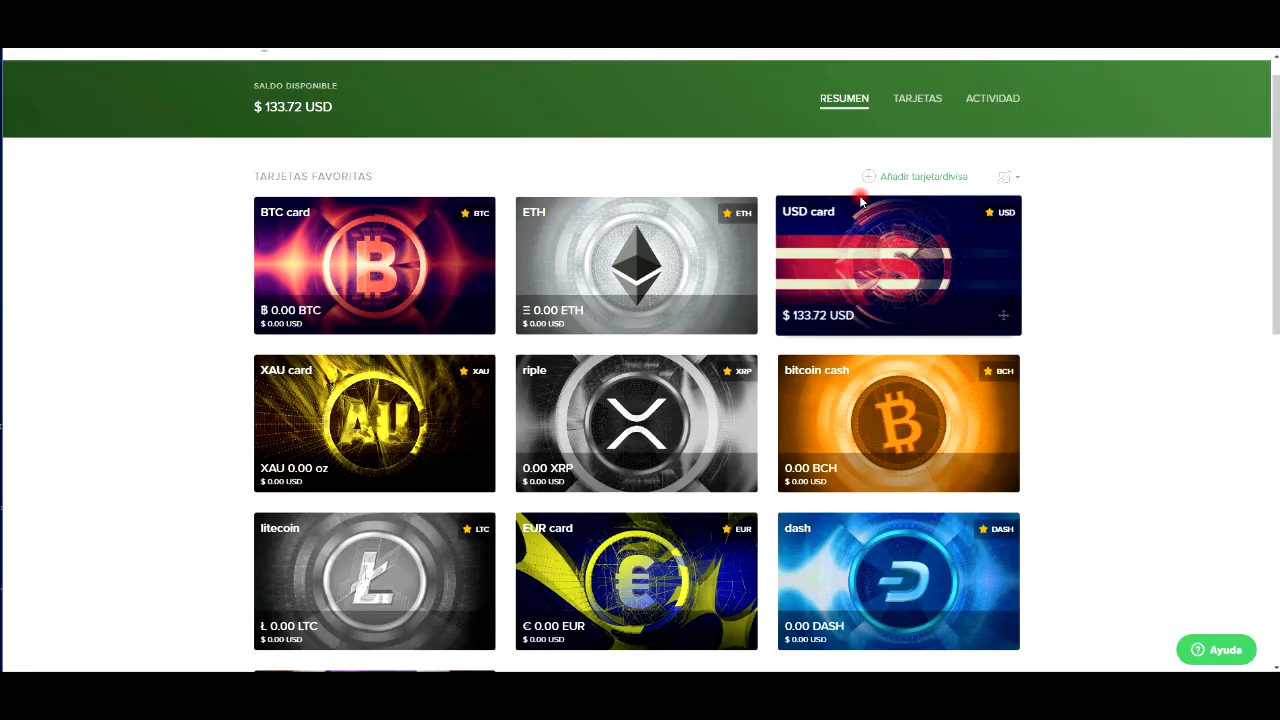 SALDO DISPONIBLE
$ 133.72 USD
RESUMEN TARJETAS ACTIVIDAD
TARJETAS FAVORITAS
Añadir tarjeta/divisa
BTC card BTC
฿ 0.00 BTC
$ 0.00 USD
ETH ETH
Ξ 0.00 ETH
$ 0.00 USD
USD card USD
$ 133.72 USD
XAU card XAU
AU
XAU 0.00 oz
$ 0.00 USD
riple XRP
0.00 XRP
$ 0.00 USD
bitcoin cash BCH
0.00 BCH
$ 0.00 USD
litecoin LTC
Ł 0.00 LTC
$ 0.00 USD
EUR card EUR
€ 0.00 EUR
$ 0.00 USD
dash DASH
0.00 DASH
$ 0.00 USD
Ayuda